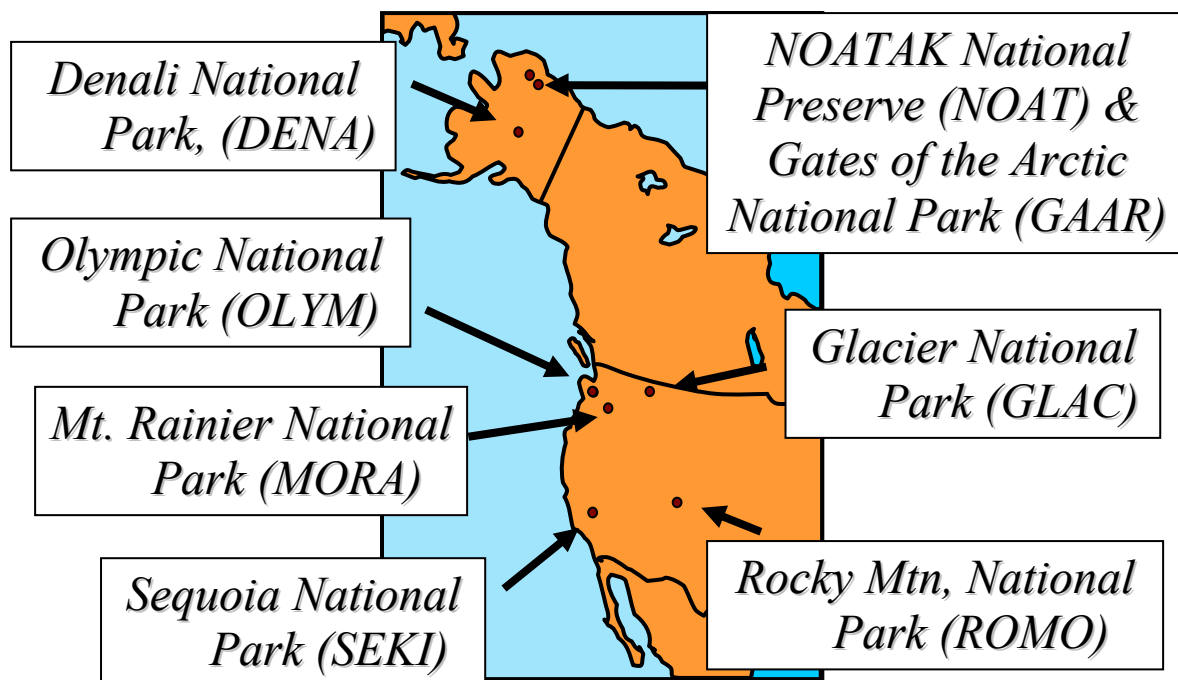 Denali National
Park, (DENA)
NOATAK National
Preserve (NOAT) &
Gates of the Arctic
National Park (GAAR)
Olympic National
Park (OLYM)
Glacier National
Park (GLAC)
Mt. Rainier National
Park (MORA)
Sequoia National
Park (SEKI)
Rocky Mtn, National
Park (ROMO)